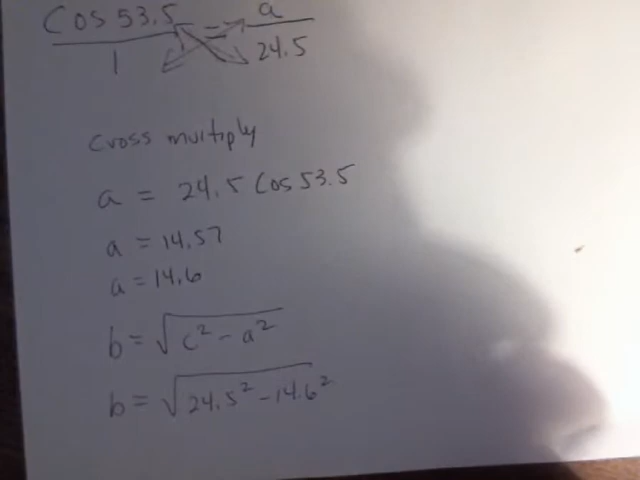 Cos 53.5 = a
1 24.5
cross multiply
a = 24.5 Cos 53.5
a = 14.57
a = 14.6
b = √c² - a²
b = √24.5² - 14.6²